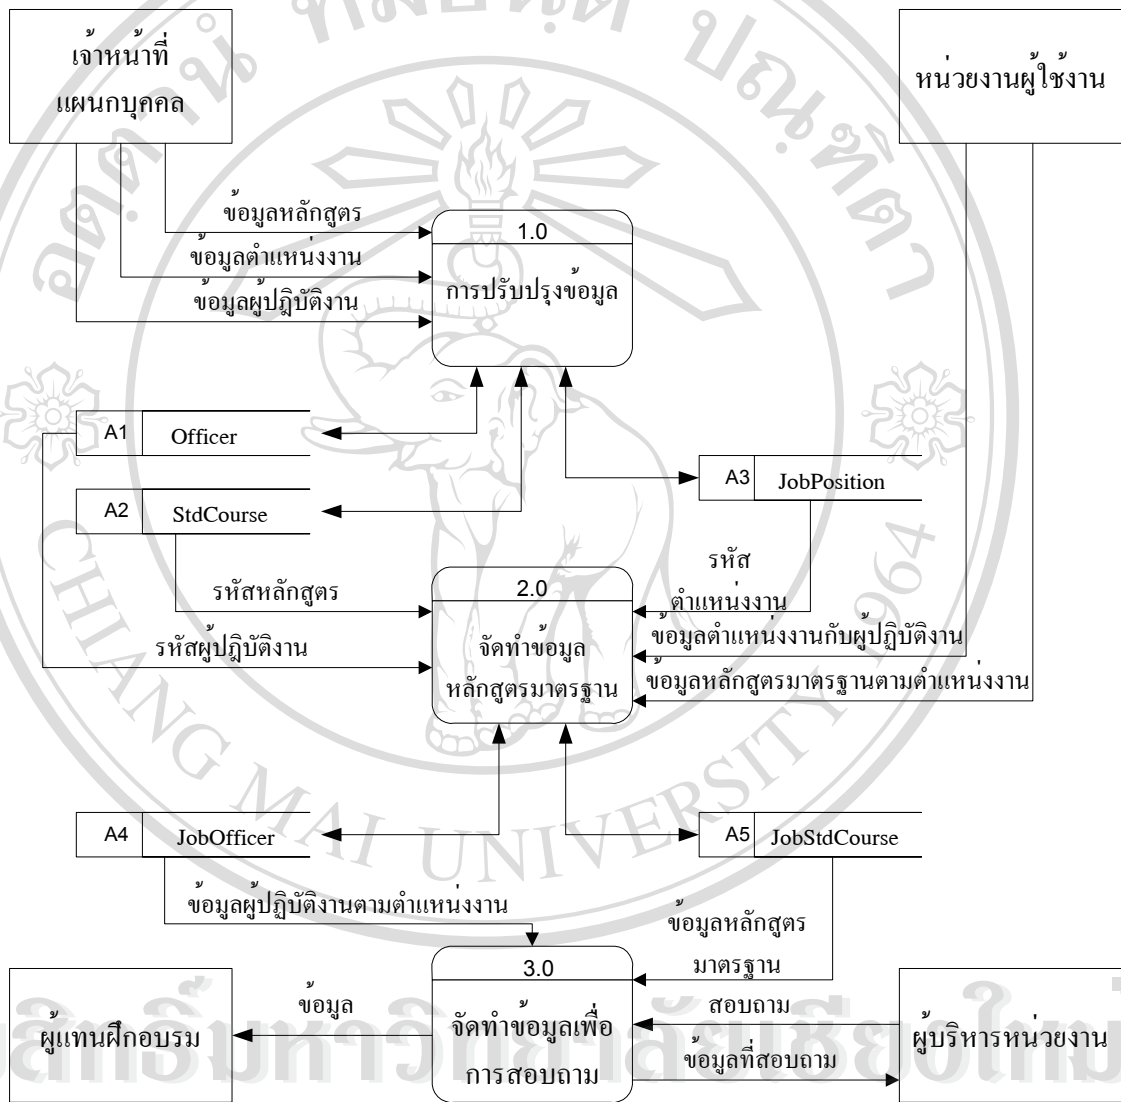 เจ้าหน้าที่
แผนกบุคคล
หน่วยงานผู้ใช้งาน
ข้อมูลหลักสูตร
ข้อมูลตำแหน่งงาน
ข้อมูลผู้ปฎิบัติงาน
1.0
การปรับปรุงข้อมูล
A1 Officer
A2 StdCourse
A3 JobPosition
รหัสหลักสูตร
รหัสผู้ปฎิบัติงาน
2.0
จัดทำข้อมูล
หลักสูตรมาตรฐาน
รหัส
ตำแหน่งงาน
ข้อมูลตำแหน่งงานกับผู้ปฏิบัติงาน
ข้อมูลหลักสูตรมาตรฐานตามตำแหน่งงาน
A4 JobOfficer
A5 JobStdCourse
ข้อมูลผู้ปฏิบัติงานตามตำแหน่งงาน
ข้อมูลหลักสูตร
มาตรฐาน
3.0
จัดทำข้อมูลเพื่อ
การสอบถาม
ข้อมูล
ผู้แทนฝึกอบรม
สอบถาม
ข้อมูลที่สอบถาม
ผู้บริหารหน่วยงาน
CHIANG MAI UNIVERSITY 1964